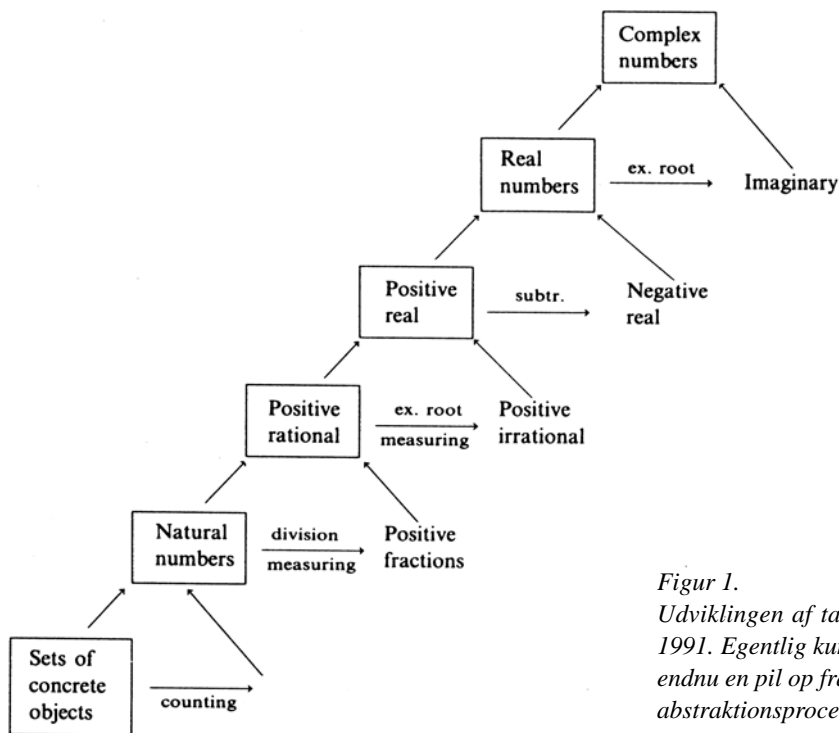 Complex
numbers
Real
numbers
ex. root
Imaginary
Positive
real
subtr.
Negative
real
Positive
rational
ex. root
measuring
Positive
irrational
Natural
numbers
division
measuring
Positive
fractions
Sets of
concrete
objects
counting
Figur 1.
Udviklingen af ta
1991. Egentlig ku
endnu en pil op fra
abstraktionsproce